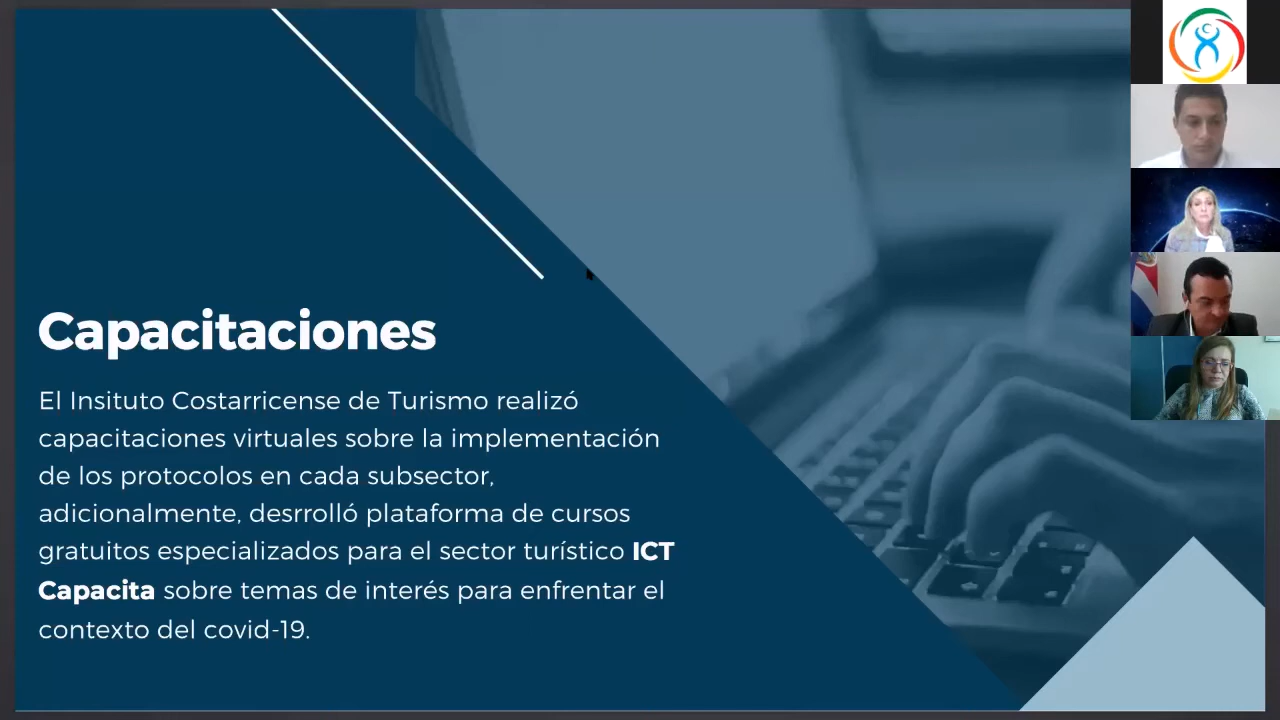 Capacitaciones
El Insituto Costarricense de Turismo realizó
capacitaciones virtuales sobre la implementación
de los protocolos en cada subsector,
adicionalmente, desrrolló plataforma de cursos
gratuitos especializados para el sector turístico ICT
Capacita sobre temas de interés para enfrentar el
contexto del covid-19.